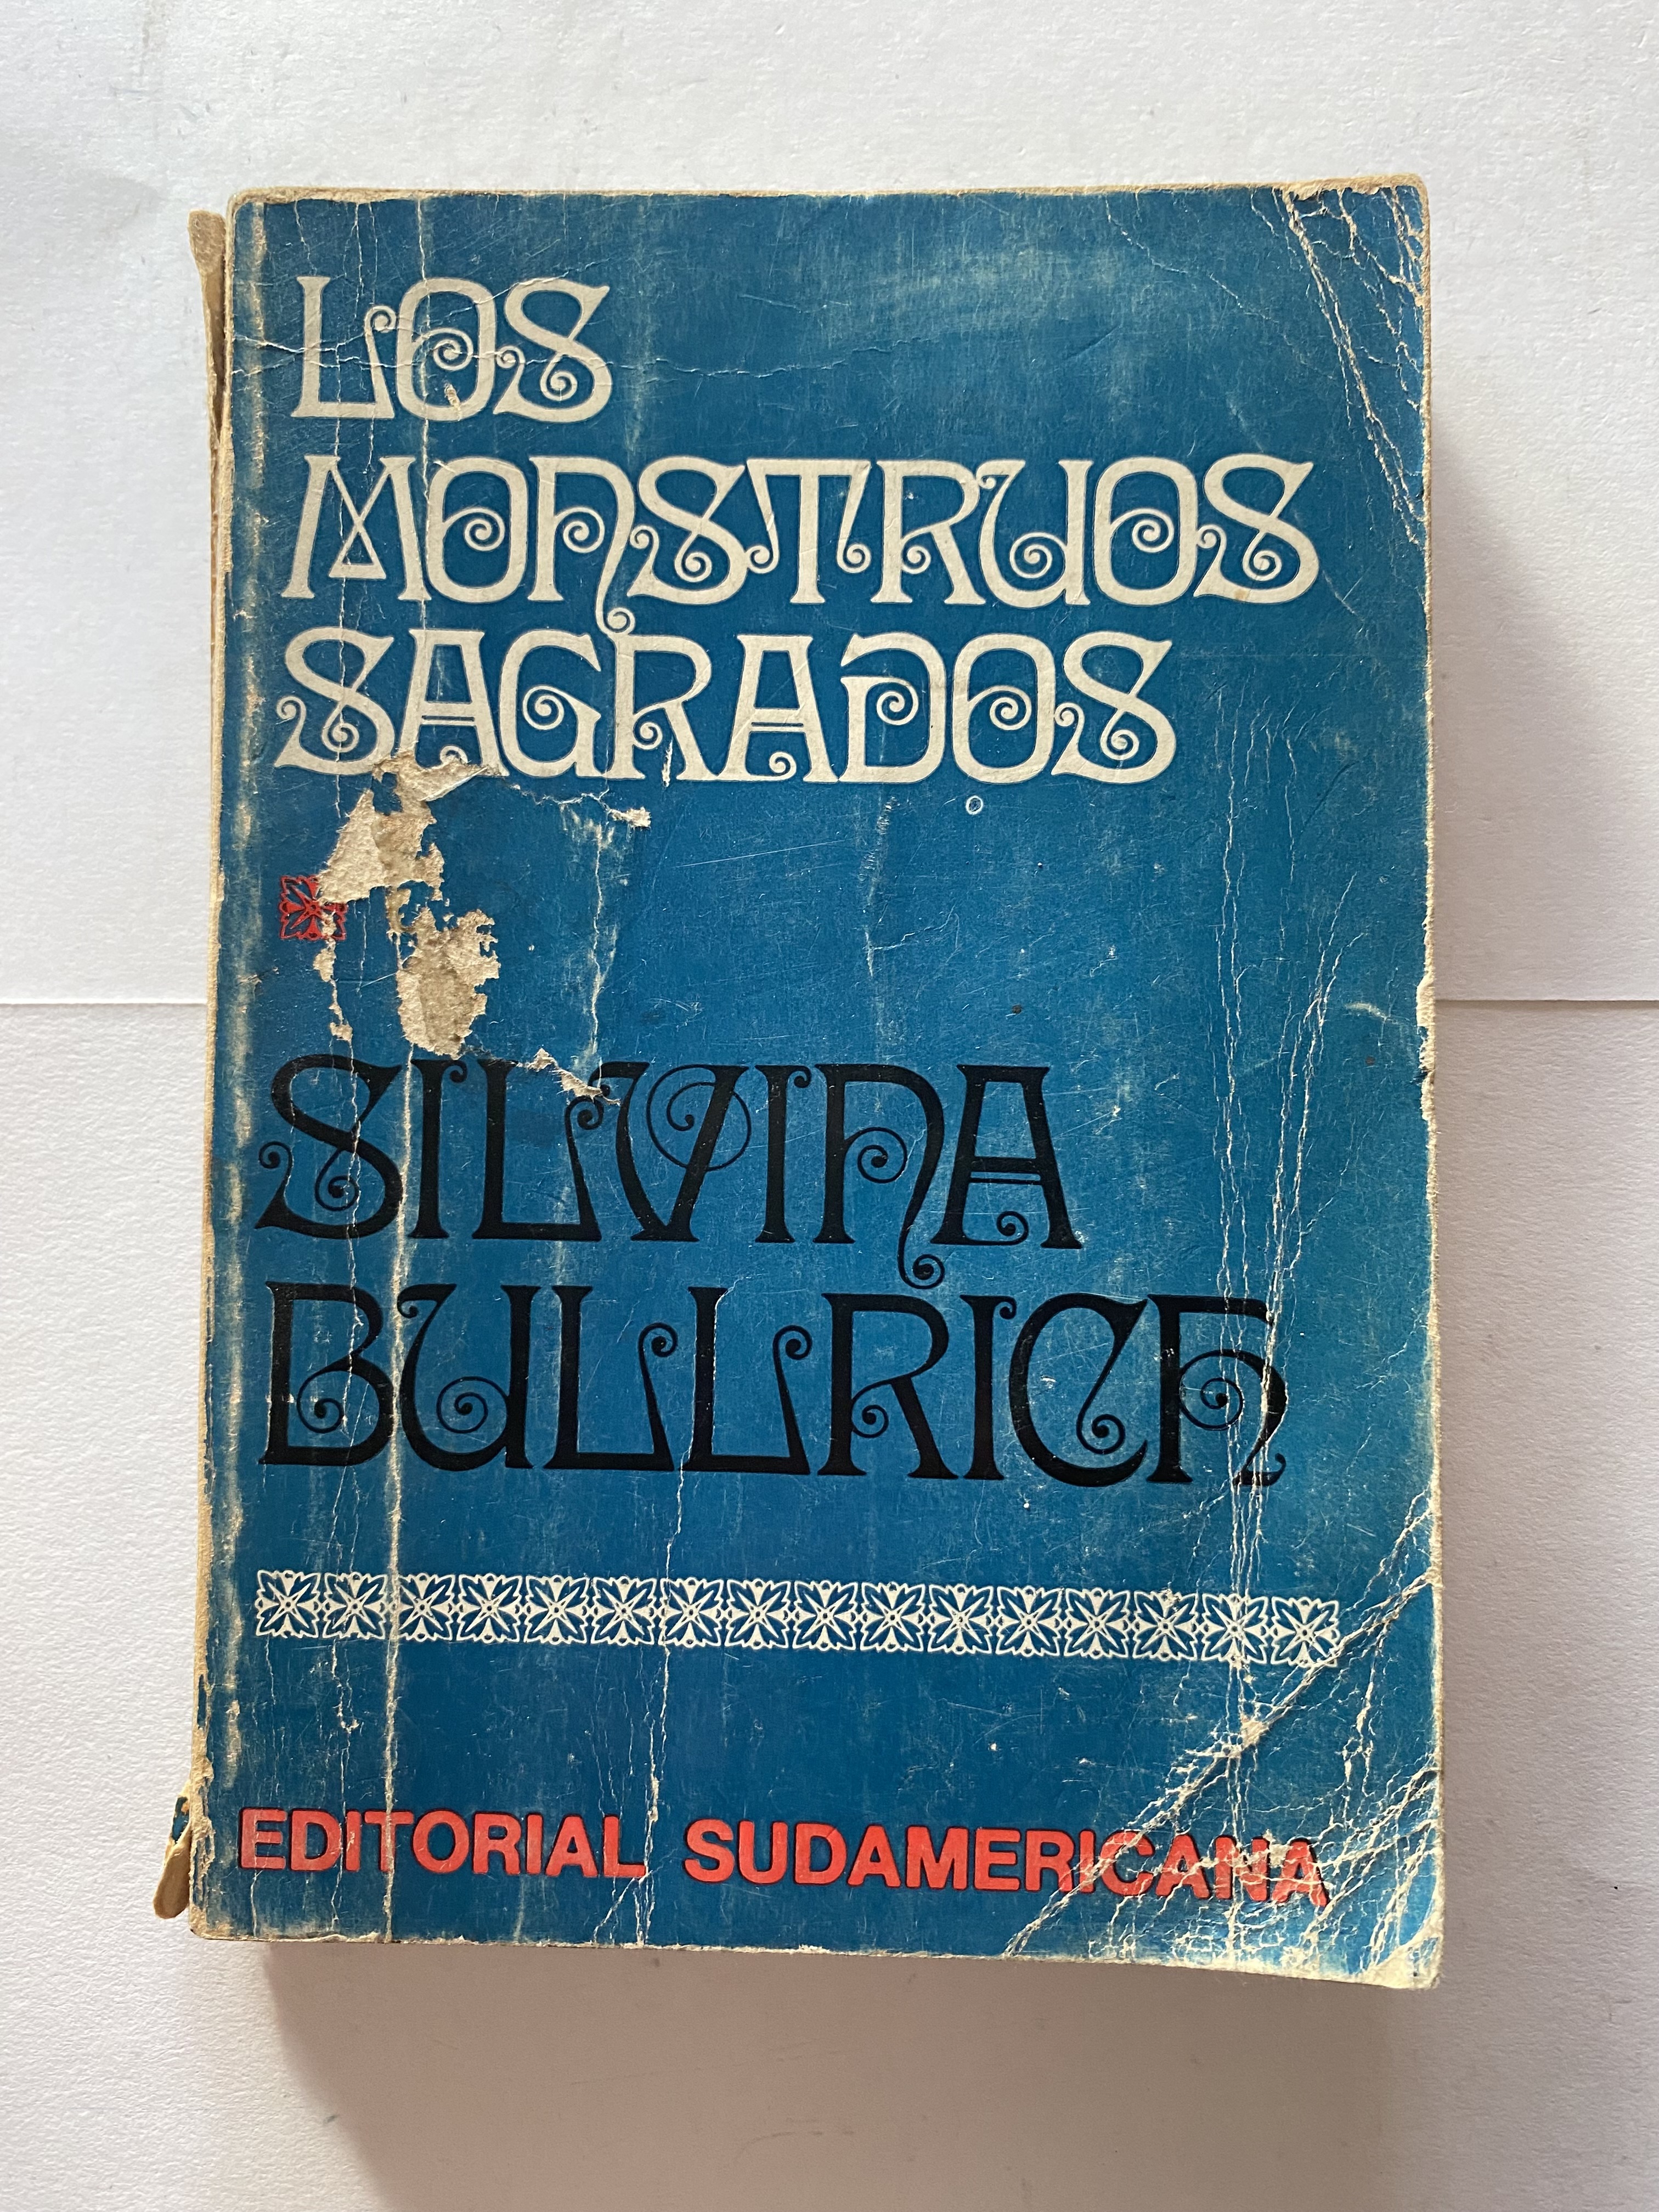 LOS
MONSTRUOS
SAGRADOS
SILVINA
BULLRICH
EDITORIAL SUDAMERICANA